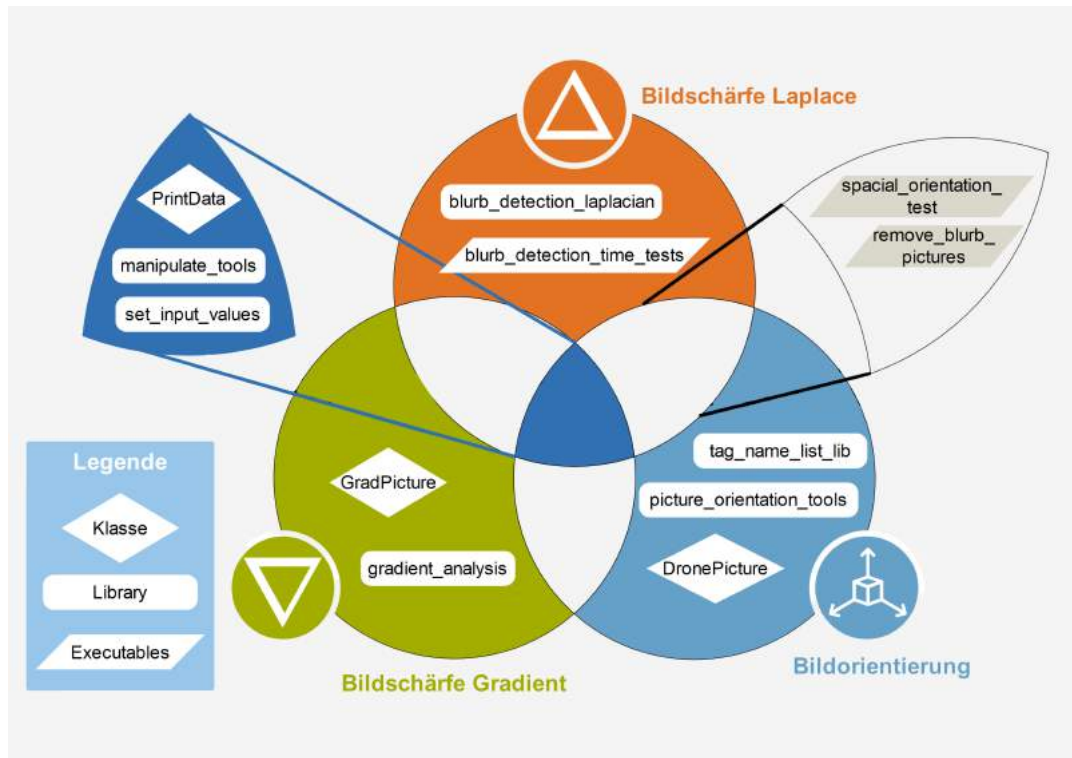 Bildschärfe Laplace
PrintData
manipulate_tools
set_input_values
blurb_detection_laplacian
blurb_detection_time_tests
spacial_orientation_
test
remove_blurb_
pictures
Legende
Klasse
Library
Executables
GradPicture
gradient_analysis
Bildschärfe Gradient
tag_name_list_lib
picture_orientation_tools
DronePicture
Bildorientierung